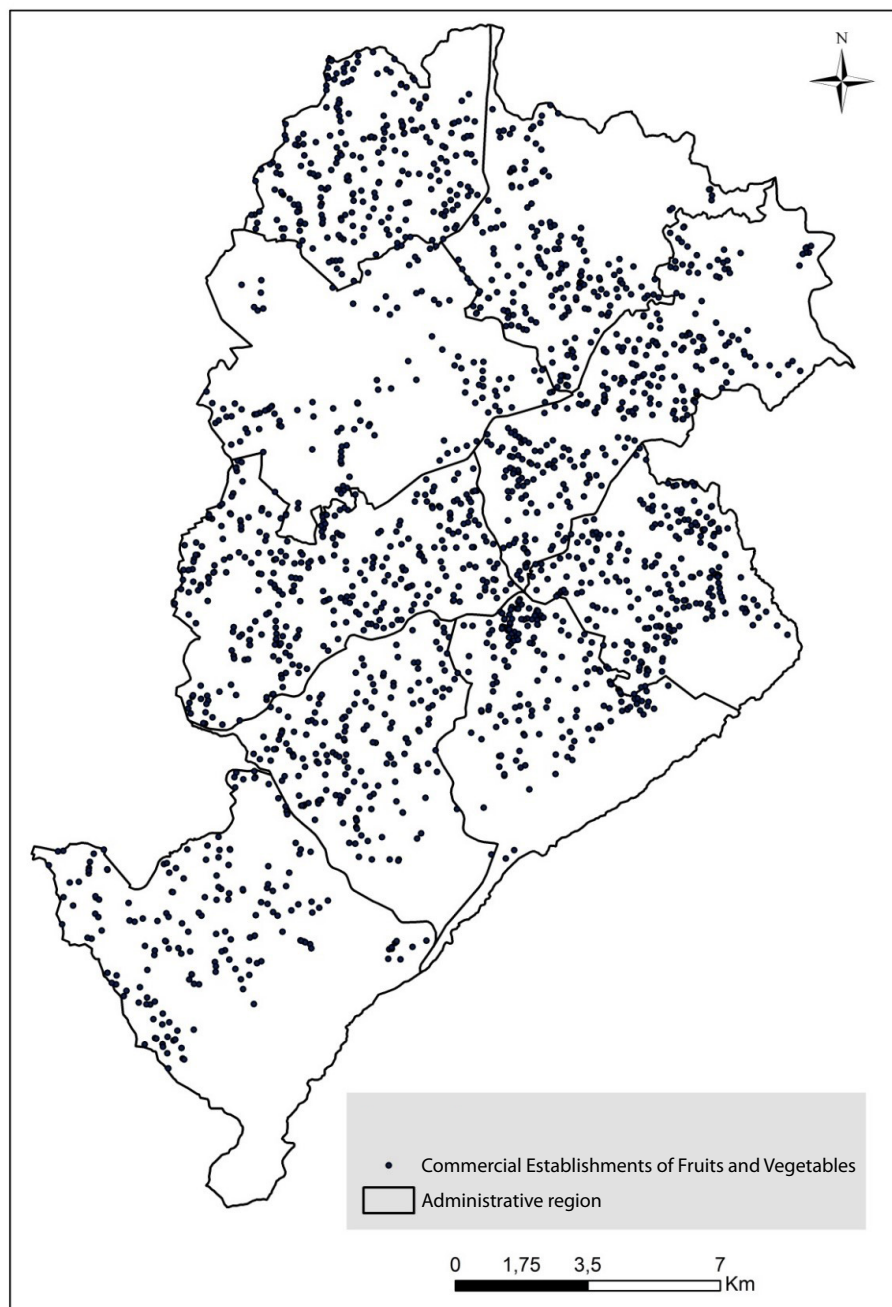 N
Commercial Establishments of Fruits and Vegetables
Administrative region
0 1,75 3,5 7
Km